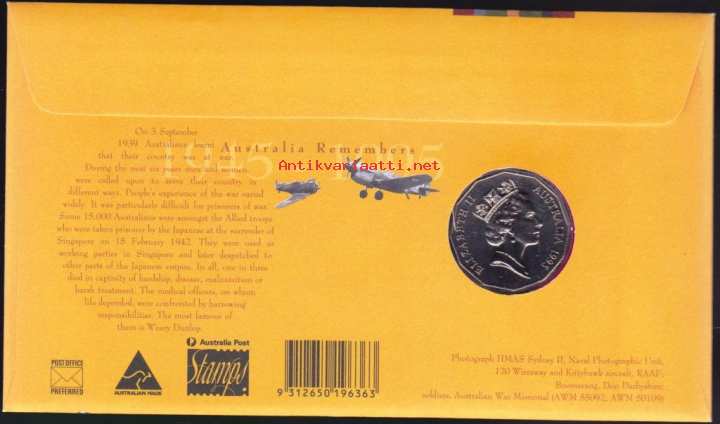 On 3 September
1939 Australians learnt
that their country was at war.
During the next six years men and women
were called upon to serve their country in
different ways. People's experience of the war varied
widely. It was particularly difficult for prisoners of war.
Some 15,000 Australians were amongst the Allied troops
who were taken prisoner by the Japanese at the surrender of
Singapore on 15 February 1942. They were used as
working parties in Singapore and later despatched to
other parts of the Japanese empire. In all, one in three
died in captivity of hardship, disease, malnutrition or
harsh treatment. The medical officers, on whom
life depended, were confronted by harrowing
responsibilities. The most famous of
them is Weary Dunlop.
Australia Remembers
1945 1995
Antikvariaatti.net
ELIZABETH II AUSTRALIA 1995
POST OFFICE
PREFERRED
AUSTRALIAN MADE
Australia Post
Stamps!
9 312650 196363
Photograph HMAS Sydney II, Naval Photographic Unit,
Wirraway and Kittyhawk aircraft, RAAF;
Boomerang, Don
soldiers, Australian War Memorial (AWM 55092, AWN 50109)